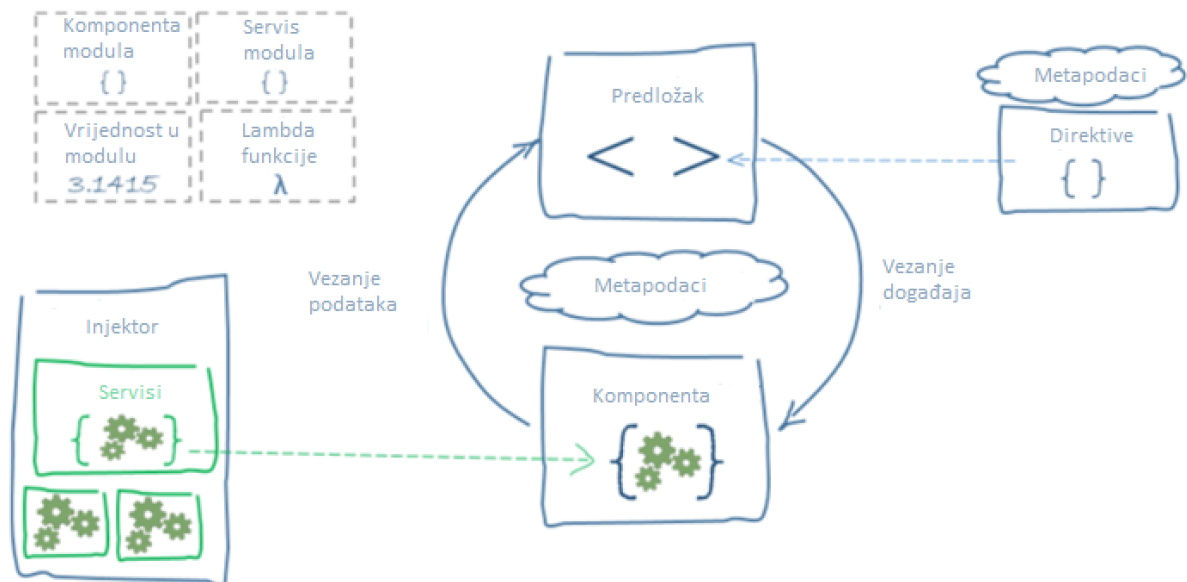 Komponenta
modula
{ }
Servis
modula
{ }
Vrijednost u
modulu
3.1415
Lambda
funkcije
λ
Predložak
< >
Metapodaci
Direktive
{ }
Vezanje
podataka
Metapodaci
Vezanje
događaja
Injektor
Servisi
{ }
Komponenta
{ }